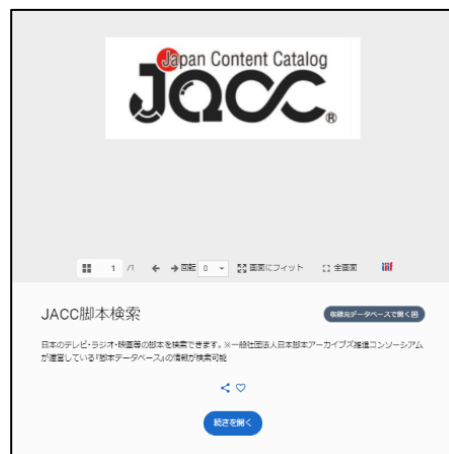 Japan Content Catalog
JACC®
1 /1 回転 0 画面にフィット 全画面 iiif
JACC脚本検索
収録元データベースで開く
日本のテレビ・ラジオ・映画等の脚本を検索できます。※一般社団法人日本脚本アーカイブズ推進コンソーシアム
が運営している「脚本データベース」の情報が検索可能
続きを開く